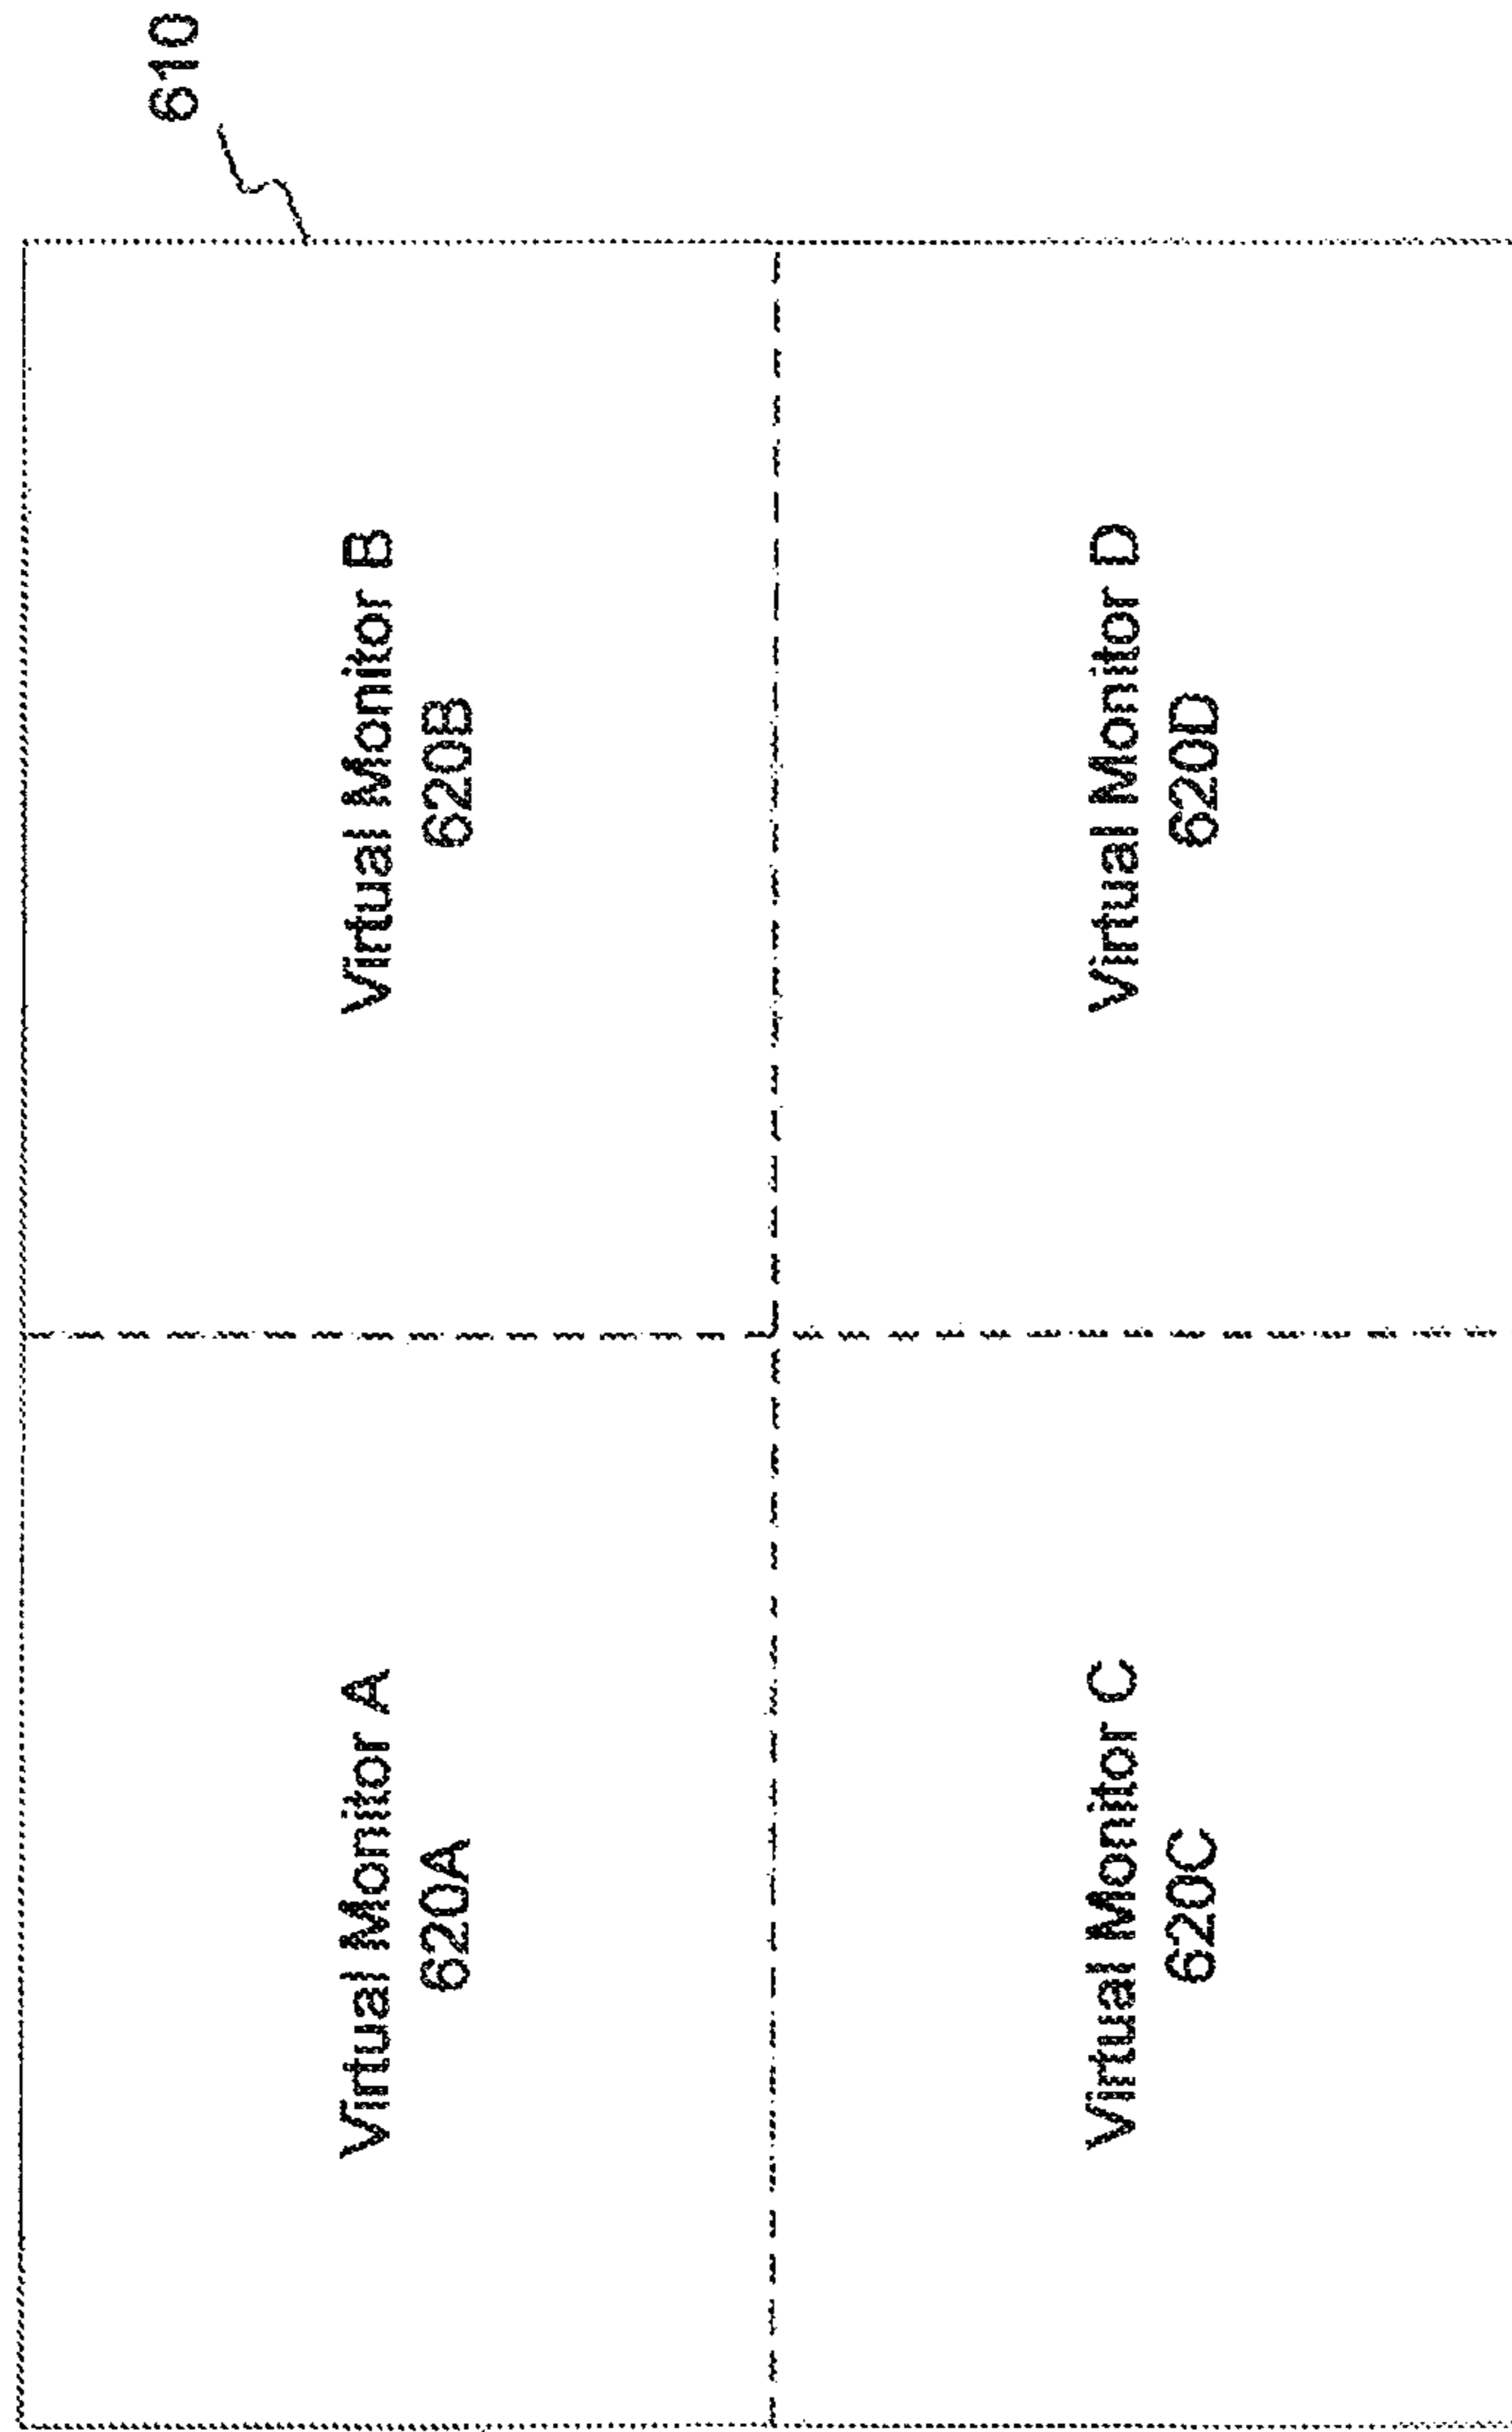 610
Virtual Monitor A
620A
Virtual Monitor B
620B
Virtual Monitor C
620C
Virtual Monitor D
620D